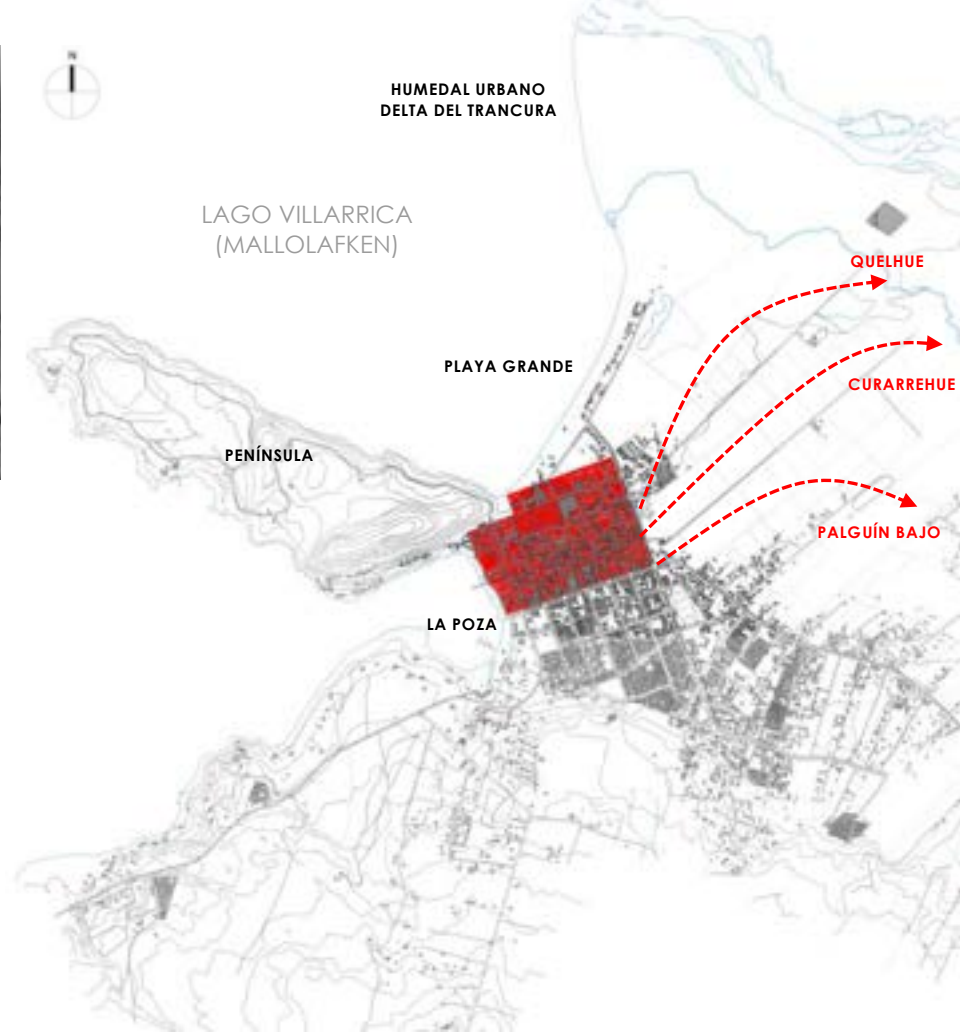 N
HUMEDAL URBANO
DELTA DEL TRANCURA
LAGO VILLARRICA
(MALLOLAFKEN)
QUELHUE
PLAYA GRANDE
CURARREHUE
PENÍNSULA
PALGUÍN BAJO
LA POZA